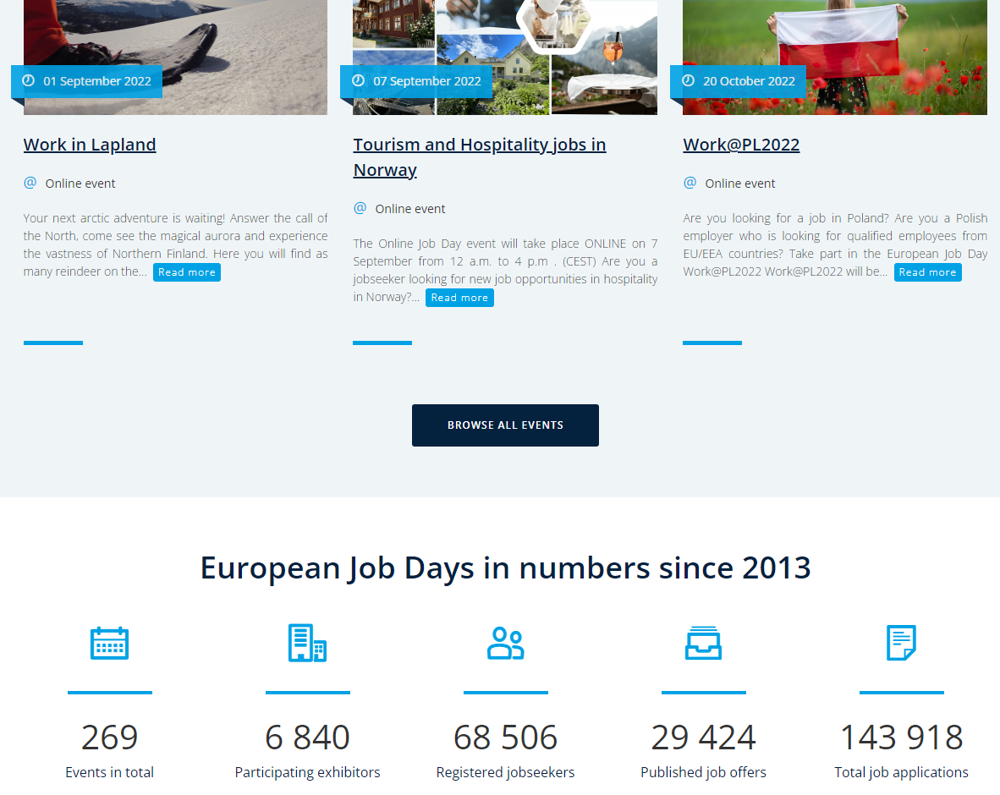 01 September 2022
07 September 2022
20 October 2022
Work in Lapland
@ Online event
Your next arctic adventure is waiting! Answer the call of
the North, come see the magical aurora and experience
the vastness of Northern Finland. Here you will find as
many reindeer on the... Read more
Tourism and Hospitality jobs in
Norway
@ Online event
The Online Job Day event will take place ONLINE on 7
September from 12 a.m. to 4 p.m . (CEST) Are you a
jobseeker looking for new job opportunities in hospitality
in Norway?... Read more
Work@PL2022
@ Online event
Are you looking for a job in Poland? Are you a Polish
employer who is looking for qualified employees from
EU/EEA countries? Take part in the European Job Day
Work@PL2022 Work@PL2022 will be... Read more
BROWSE ALL EVENTS
European Job Days in numbers since 2013
269
Events in total
6 840
Participating exhibitors
68 506
Registered jobseekers
29 424
Published job offers
143 918
Total job applications